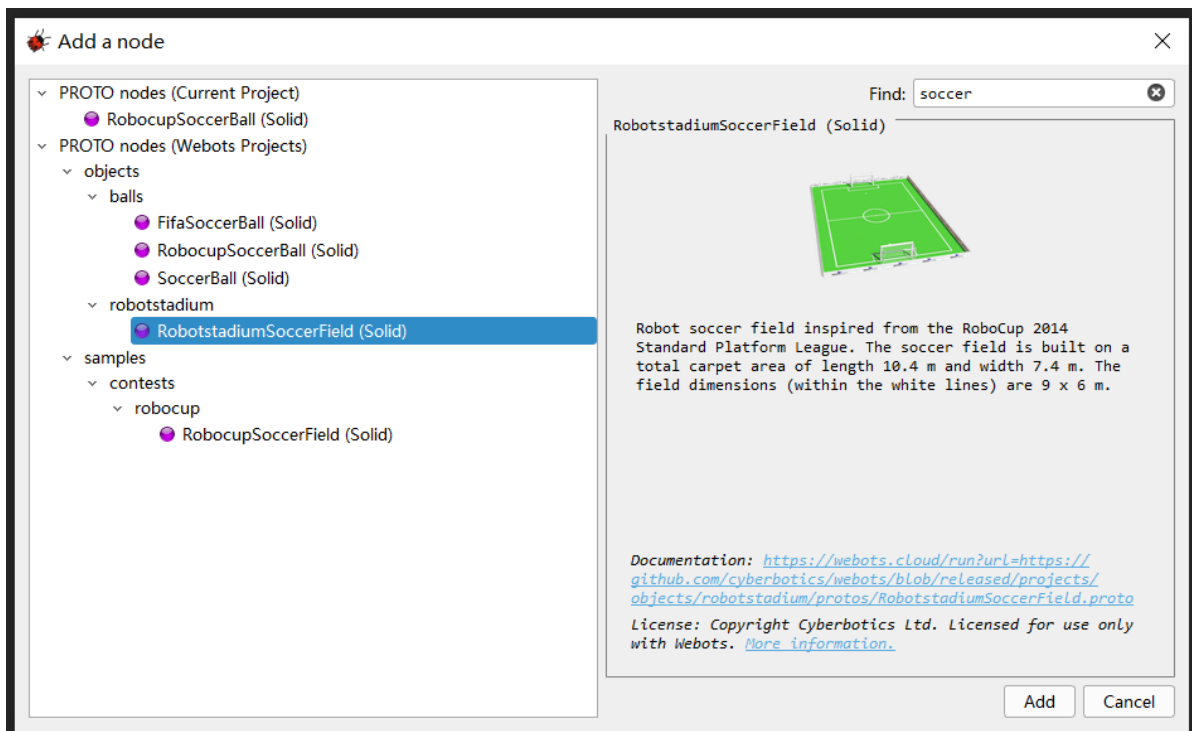 Add a node
PROTO nodes (Current Project)
RobocupSoccerBall (Solid)
PROTO nodes (Webots Projects)
objects
balls
FifaSoccerBall (Solid)
RobocupSoccerBall (Solid)
SoccerBall (Solid)
robotstadium
RobotstadiumSoccerField (Solid)
samples
contests
robocup
RobocupSoccerField (Solid)
Find: soccer
RobotstadiumSoccerField (Solid)
Robot soccer field inspired from the RoboCup 2014
Standard Platform League. The soccer field is built on a
total carpet area of length 10.4 m and width 7.4 m. The
field dimensions (within the white lines) are 9 x 6 m.
Documentation: https://webots.cloud/run?url=https://
github.com/cyberbotics/webots/blob/released/projects/
objects/robotstadium/protos/RobotstadiumSoccerField.proto
License: Copyright Cyberbotics Ltd. Licensed for use only
with Webots. More information.
Add
Cancel